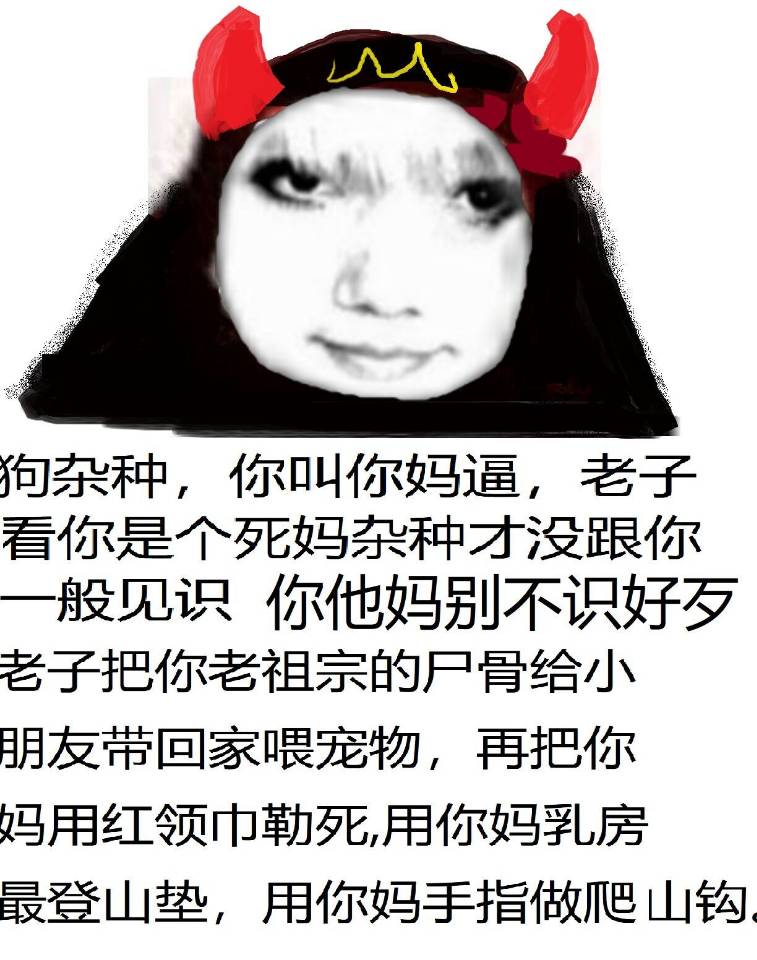 狗杂种，你叫你妈逼，老子
看你是个死妈杂种才没跟你
一般见识 你他妈别不识好歹
老子把你老祖宗的尸骨给小
朋友带回家喂宠物，再把你
妈用红领巾勒死,用你妈乳房
最登山垫，用你妈手指做爬山钩。